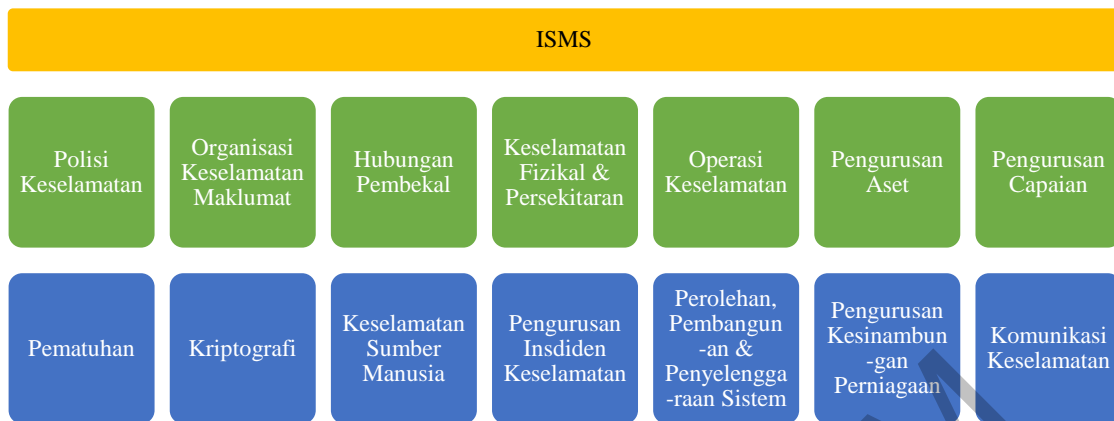 ISMS
Polisi
Keselamatan
Organisasi
Keselamatan
Maklumat
Hubungan
Pembekal
Keselamatan
Fizikal &
Persekitaran
Operasi
Keselamatan
Pengurusan
Aset
Pengurusan
Capaian
Pematuhan
Kriptografi
Keselamatan
Sumber
Manusia
Pengurusan
Insdiden
Keselamatan
Perolehan,
Pembangun
-an &
Penyelengga
-raan Sistem
Pengurusan
Kesinambun
-gan
Perniagaan
Komunikasi
Keselamatan